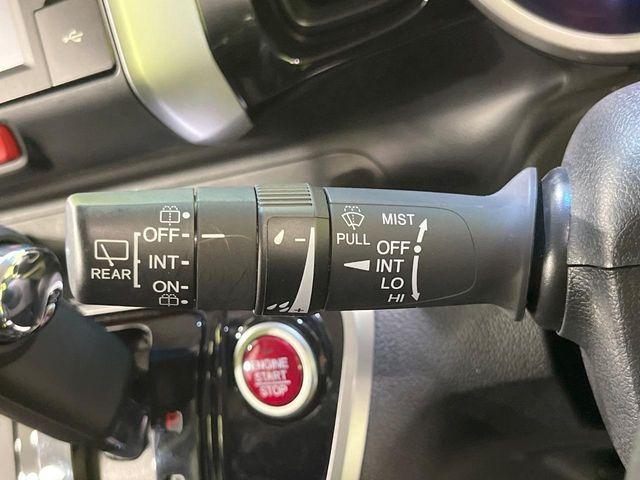 OFF
INT
ON
REAR
PULL
MIST
OFF
INT
LO
HI
ENGINE
START
STOP